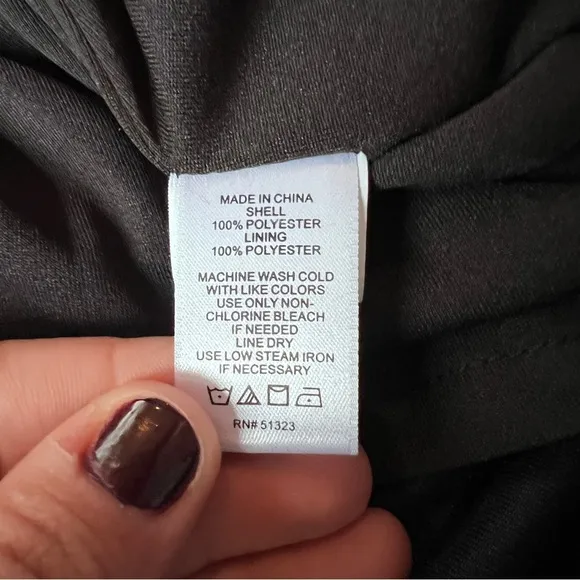 MADE IN CHINA
SHELL
100% POLYESTER
LINING
100% POLYESTER
MACHINE WASH COLD
WITH LIKE COLORS
USE ONLY NON-
CHLORINE BLEACH
IF NEEDED
LINE DRY
USE LOW STEAM IRON
IF NECESSARY
RN# 51323